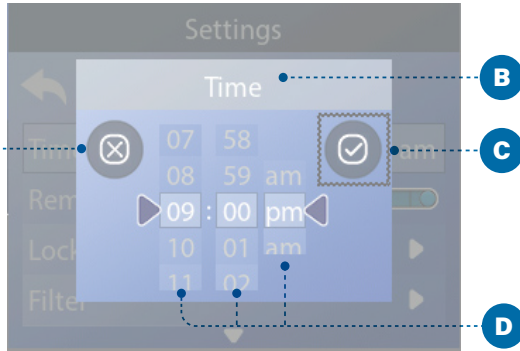 Settings
Time
B
07 58
C
Time am
08 59 am
Rem
09 : 00 pm
Lock
10 01 am
11 02
Filter
D